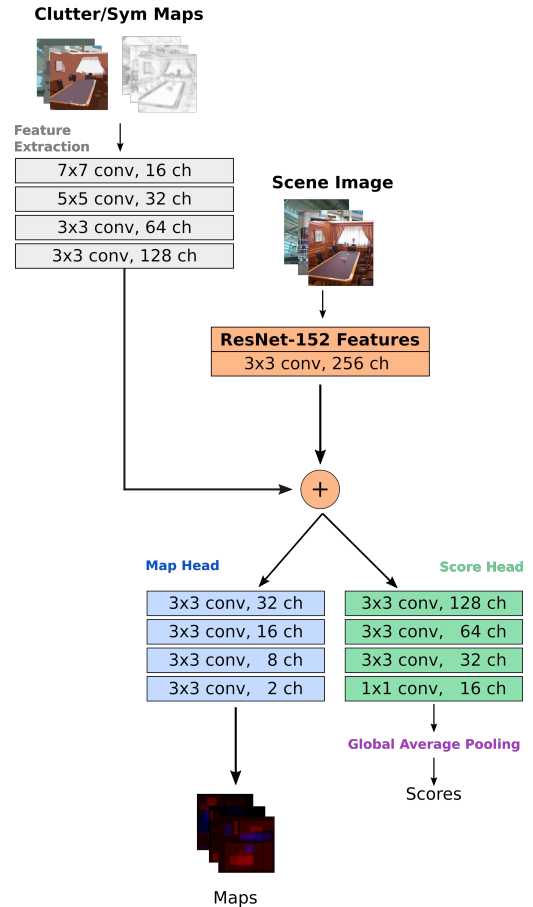 Clutter/Sym Maps
Feature
Extraction
7x7 conv, 16 ch
5x5 conv, 32 ch
3x3 conv, 64 ch
3x3 conv, 128 ch
Scene Image
ResNet-152 Features
3x3 conv, 256 ch
+
Map Head
3x3 conv, 32 ch
3x3 conv, 16 ch
3x3 conv, 8 ch
3x3 conv, 2 ch
Maps
Score Head
3x3 conv, 128 ch
3x3 conv, 64 ch
3x3 conv, 32 ch
1x1 conv, 16 ch
Global Average Pooling
Scores